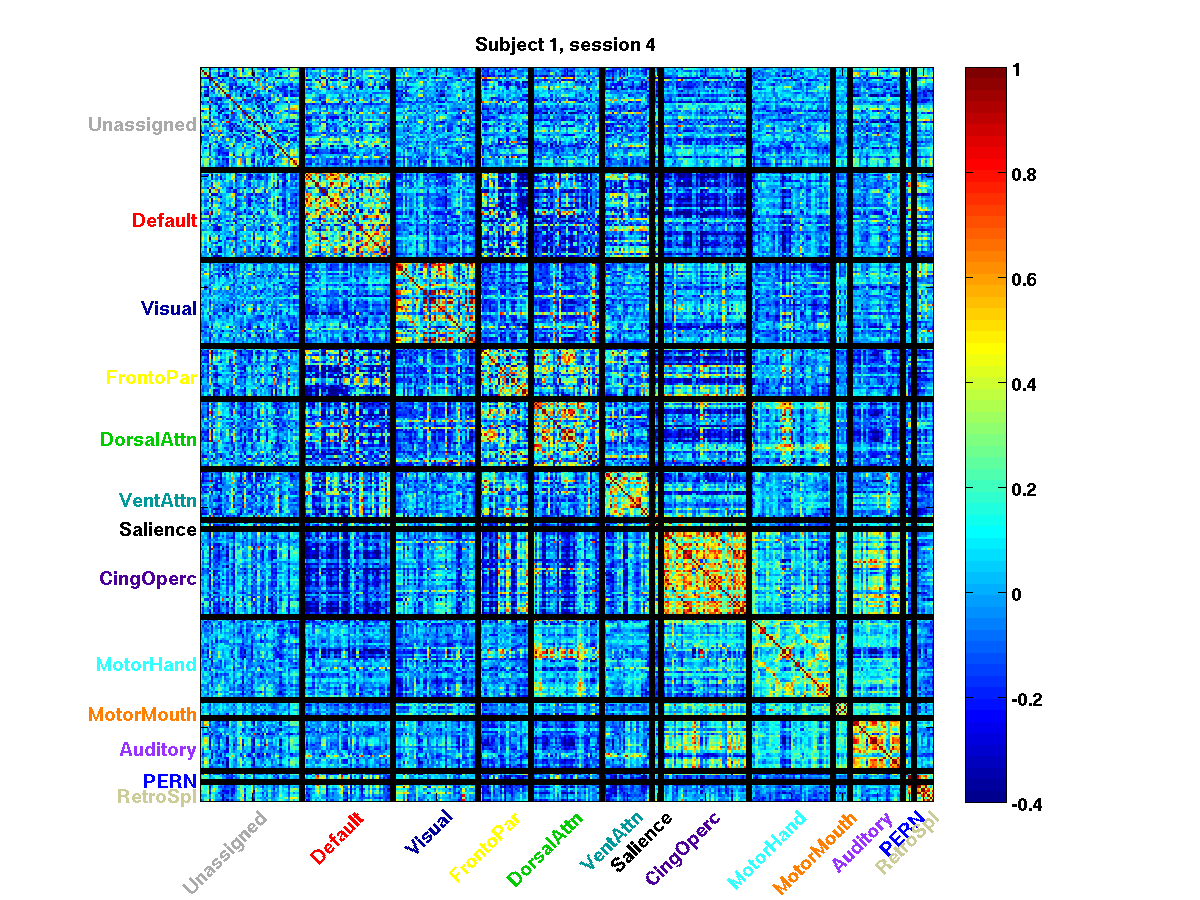 Subject 1, session 4
Unassigned
Default
Visual
FrontoPar
DorsalAttn
VentAttn
Salience
CingOperc
MotorHand
MotorMouth
Auditory
PERN
RetroSpl
1
0.8
0.6
0.4
0.2
0
-0.2
-0.4
Unassigned
Default
Visual
FrontoPar
DorsalAttn
VentAttn
Salience
CingOperc
MotorHand
MotorMouth
Auditory
PERN
RetroSpl